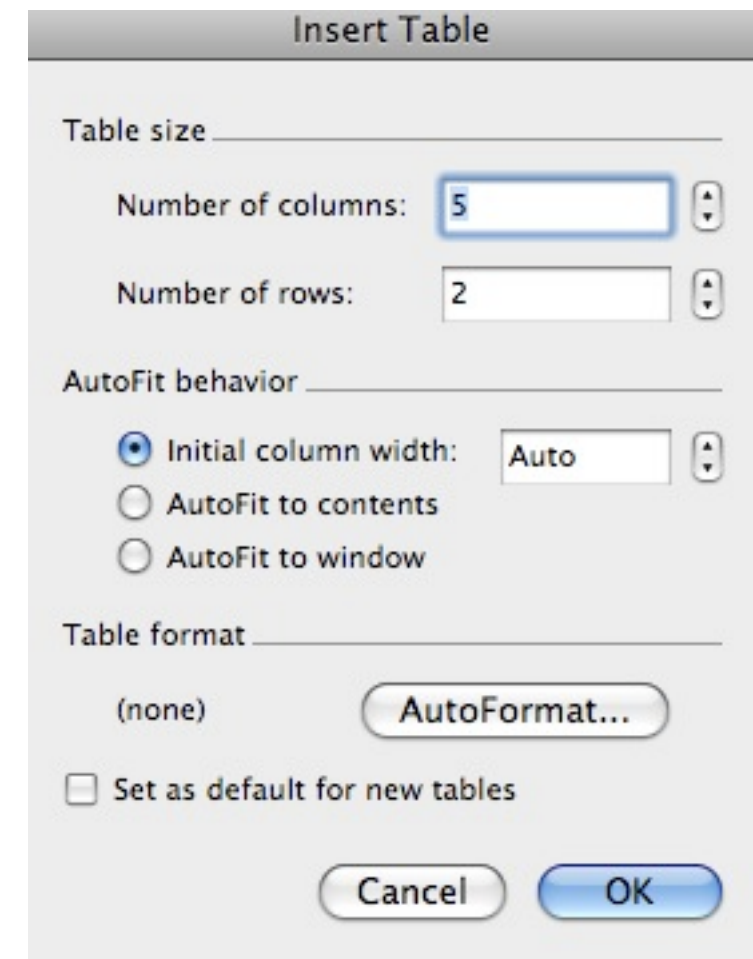 Insert Table
Table size
Number of columns: 5
Number of rows: 2
AutoFit behavior
Initial column width: Auto
AutoFit to contents
AutoFit to window
Table format
(none) AutoFormat...
Set as default for new tables
Cancel OK